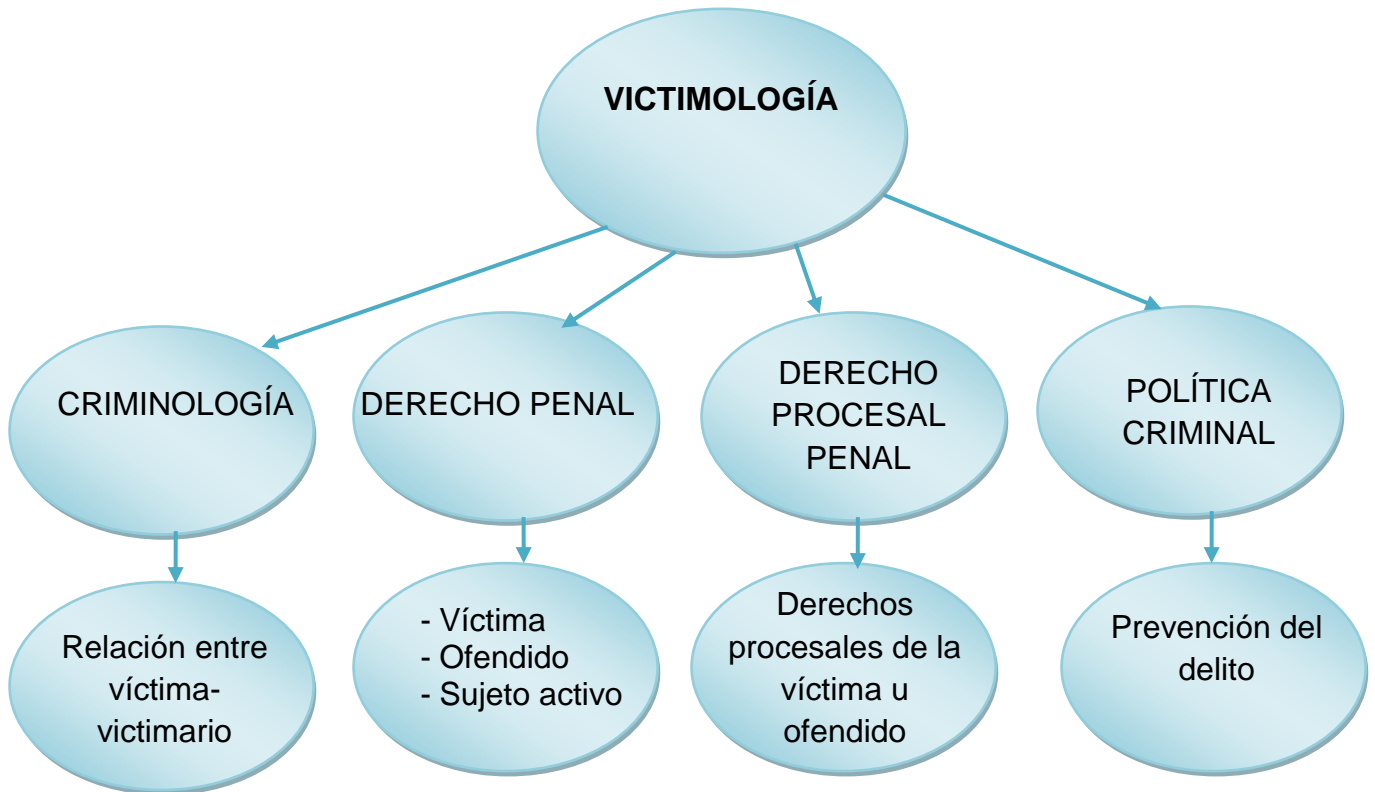 VICTIMOLOGÍA
CRIMINOLOGÍA
DERECHO PENAL
DERECHO
PROCESAL
PENAL
POLÍTICA
CRIMINAL
Relación entre
víctima-
victimario
- Víctima
- Ofendido
- Sujeto activo
Derechos
procesales de la
víctima u
ofendido
Prevención del
delito